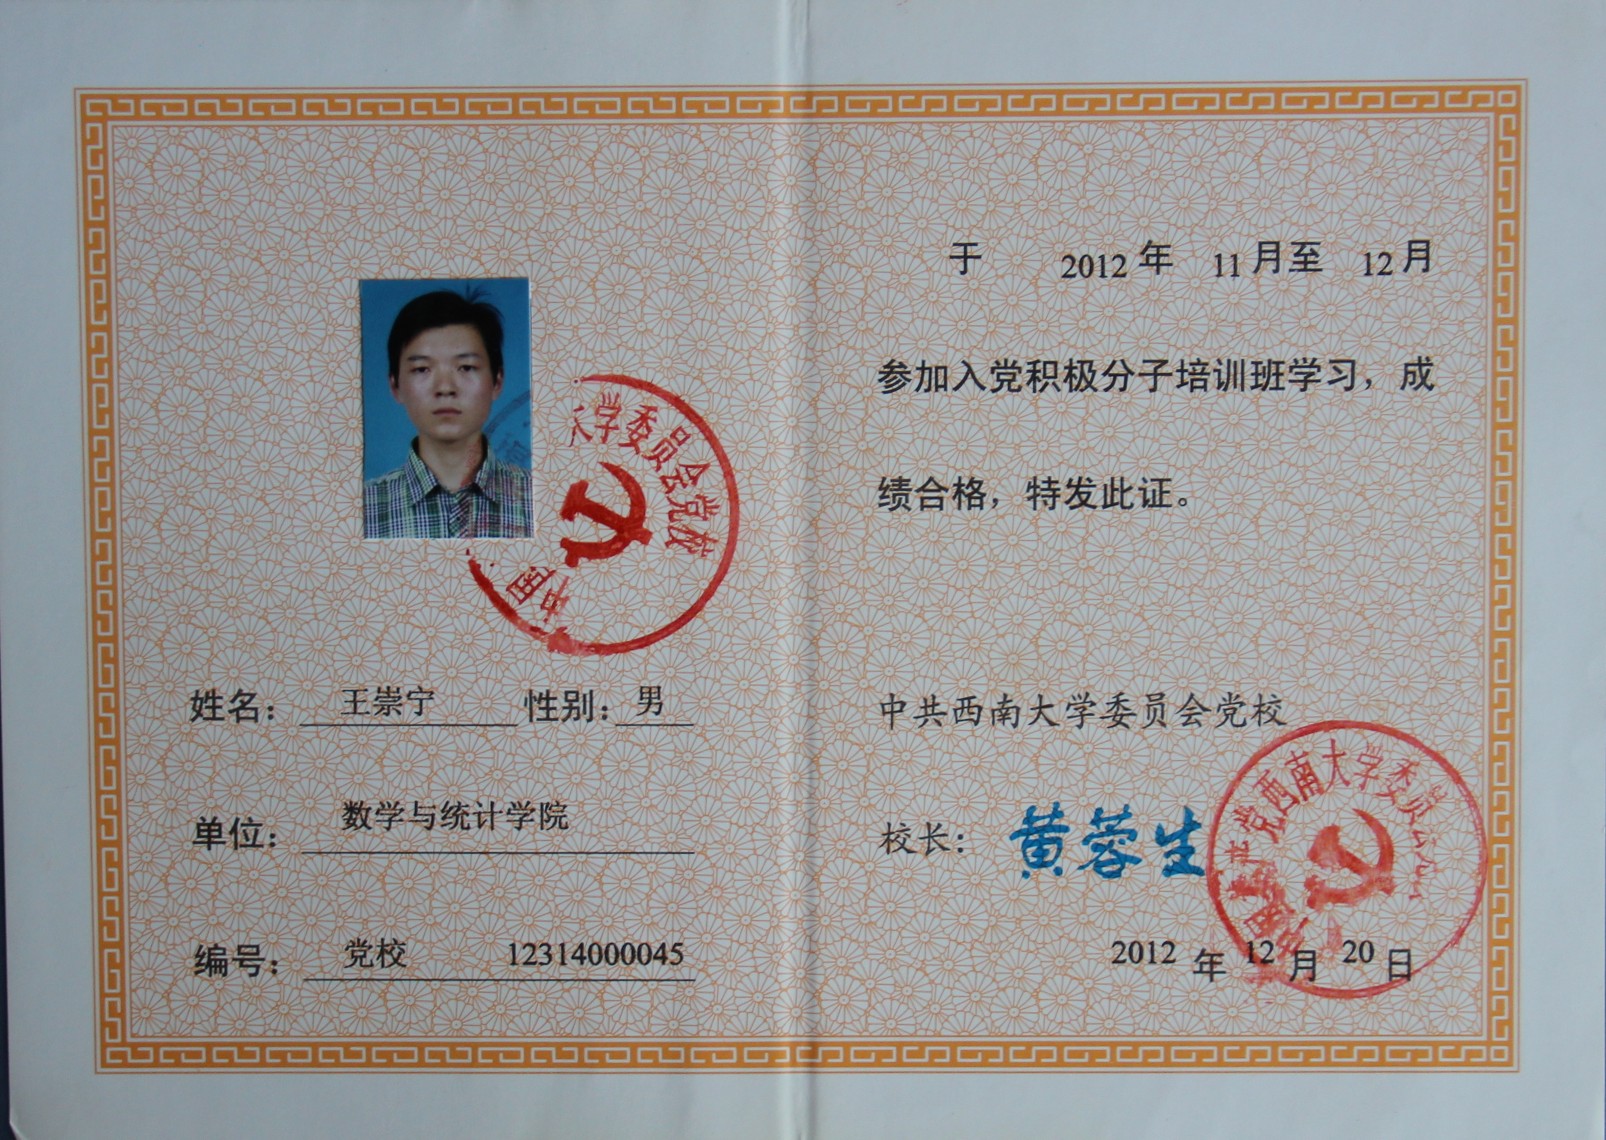 大学委员会党校
中国
姓名: 王崇宁 性别: 男
单位: 数学与统计学院
编号: 党校 12314000045
于 2012 年 11 月至 12 月
参加入党积极分子培训班学习，成
绩合格，特发此证。
中共西南大学委员会党校
校长: 黄蓉生
党西南大学委员
2012 年 12 月 20 日